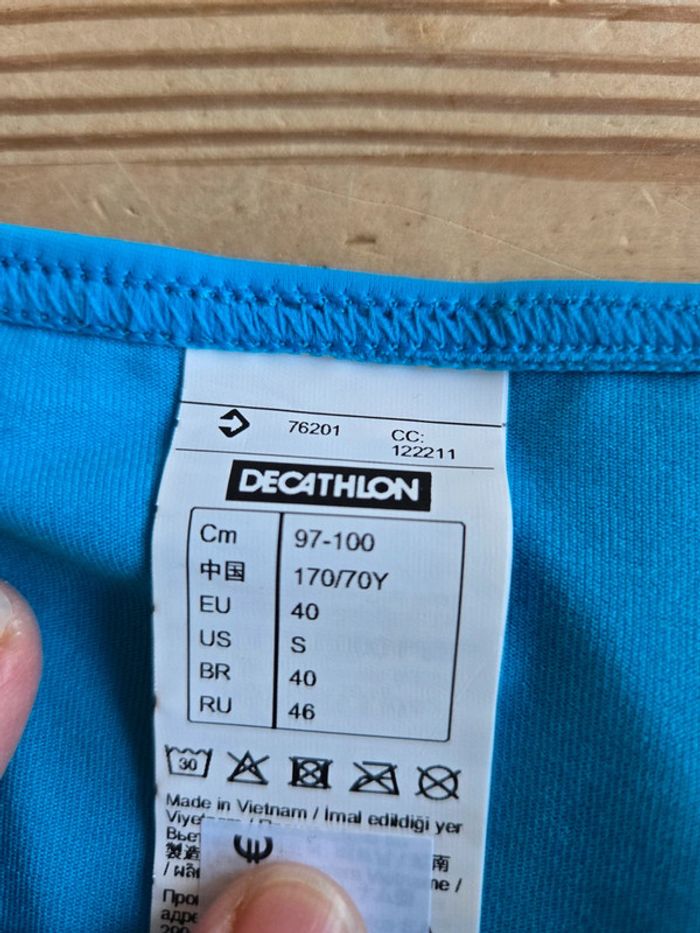 76201 CC:
122211
DECATHLON
Cm 97-100
中国 170/70Y
EU 40
US S
BR 40
RU 46
30
Made in Vietnam / İmal edildiği yer